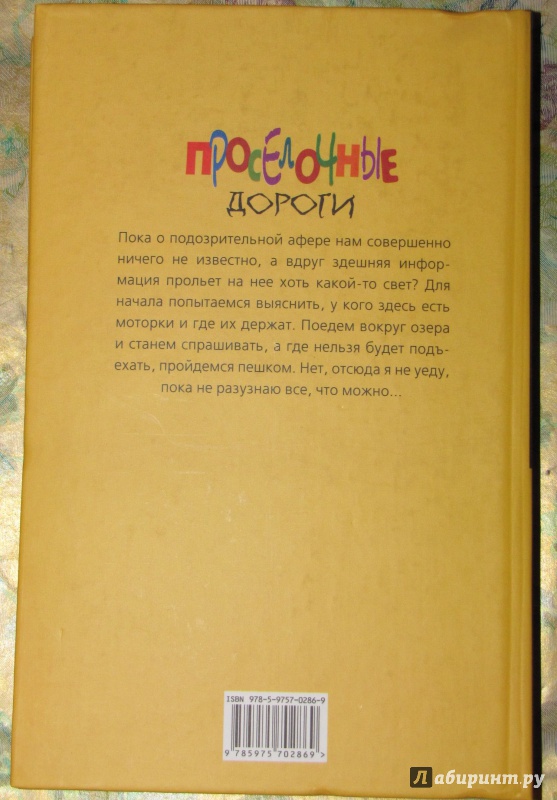 ПРОСЕЛОЧНЫЕ
ДОРОГИ
Пока о подозрительной афере нам совершенно
ничего не известно, а вдруг здешняя инфор-
мация прольет на нее хоть какой-то свет? Для
начала попытаемся выяснить, у кого здесь есть
моторки и где их держат. Поедем вокруг озера
и станем спрашивать, а где нельзя будет подъ-
ехать, пройдемся пешком. Нет, отсюда я не уеду,
пока не разузнаю все, что можно...
ISBN 978-5-9757-0286-9
9 785975 702869 >
Лабиринт.ру